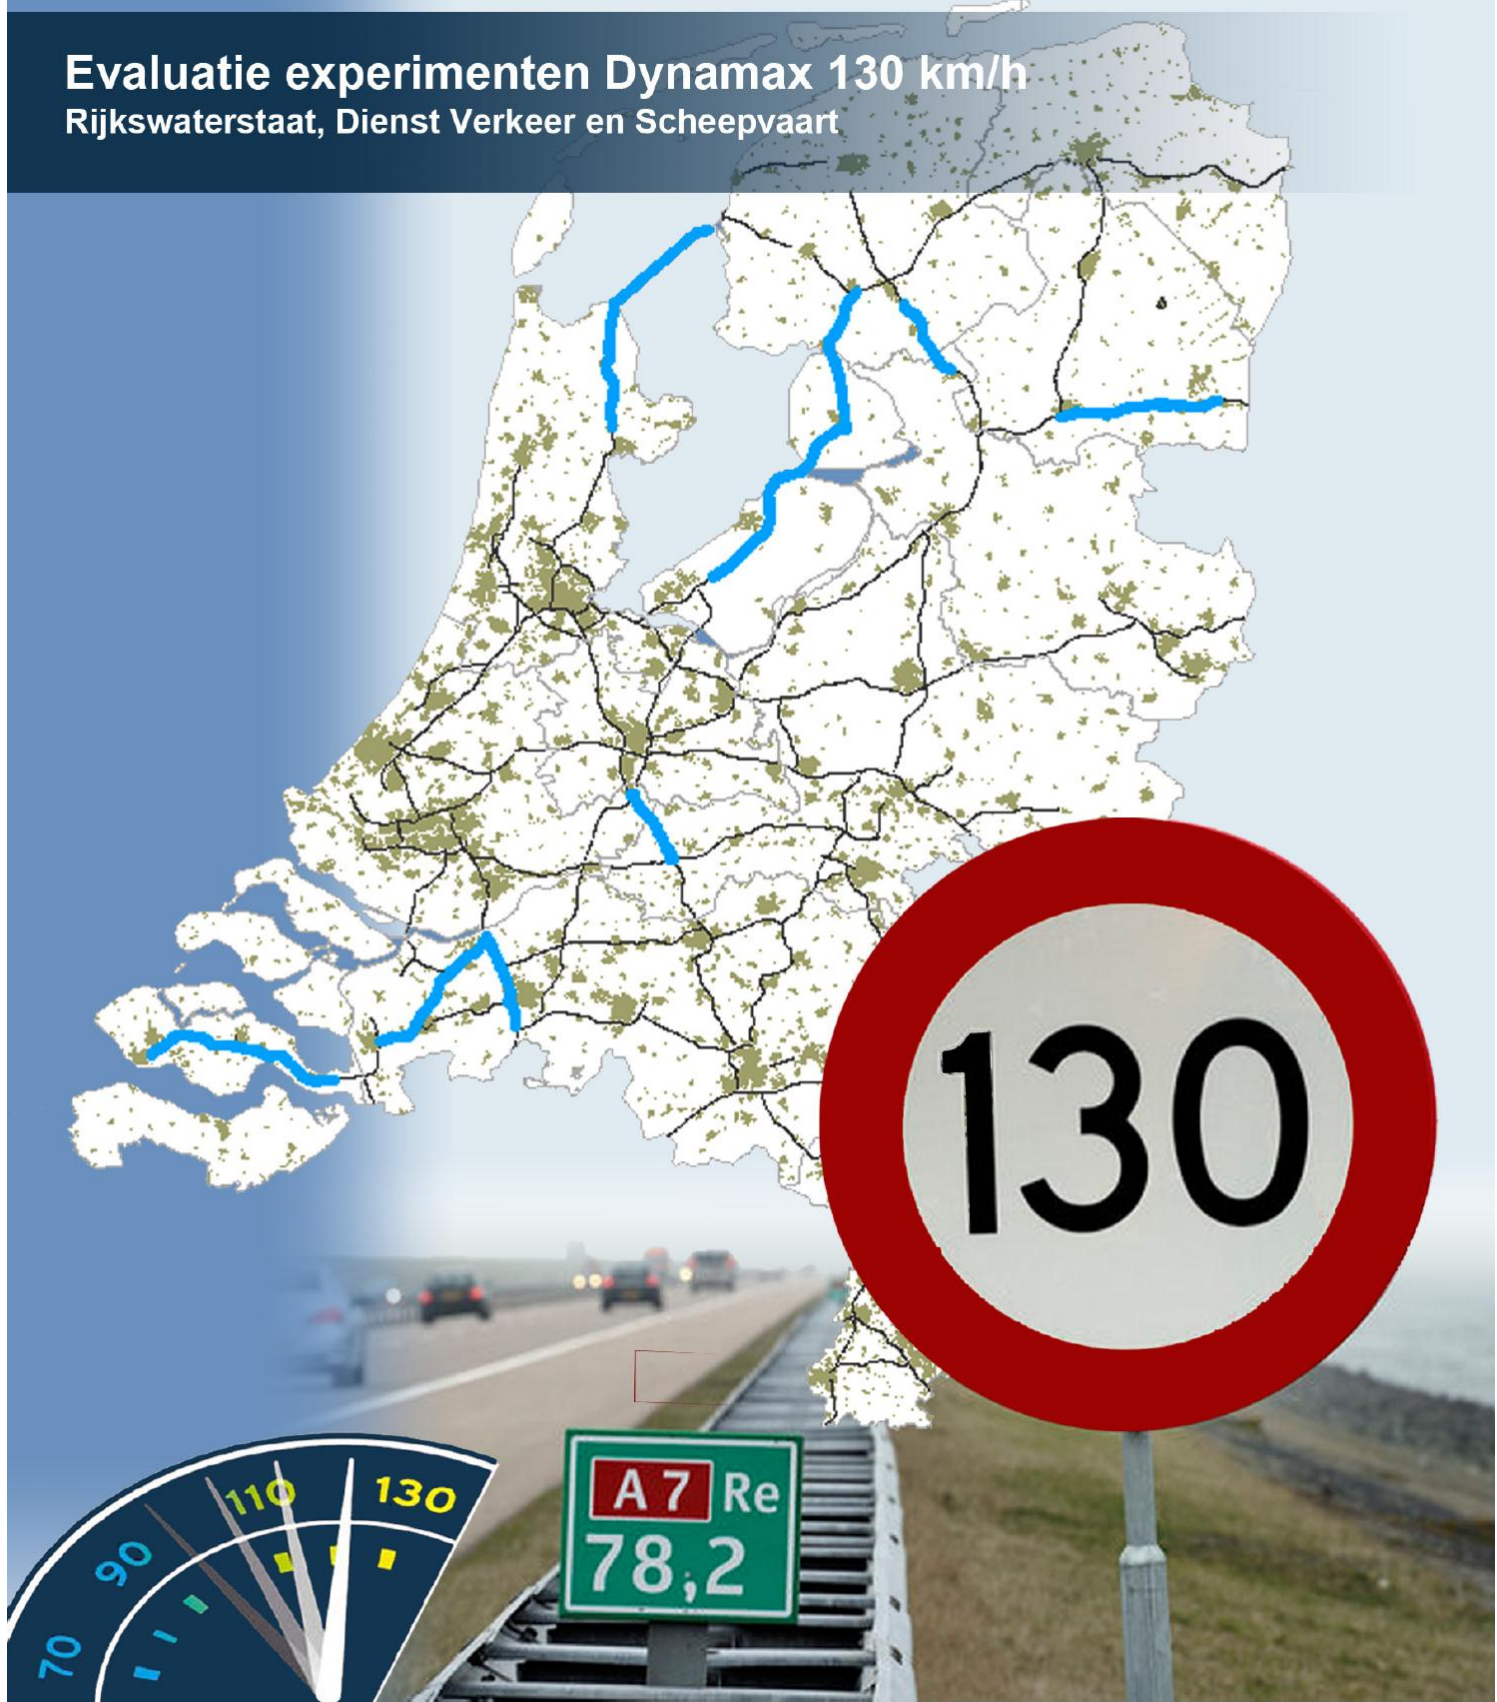 Evaluatie experimenten Dynamax 130 km/h
Rijkswaterstaat, Dienst Verkeer en Scheepvaart
130
110
130
90
70
A 7 Re
78,2